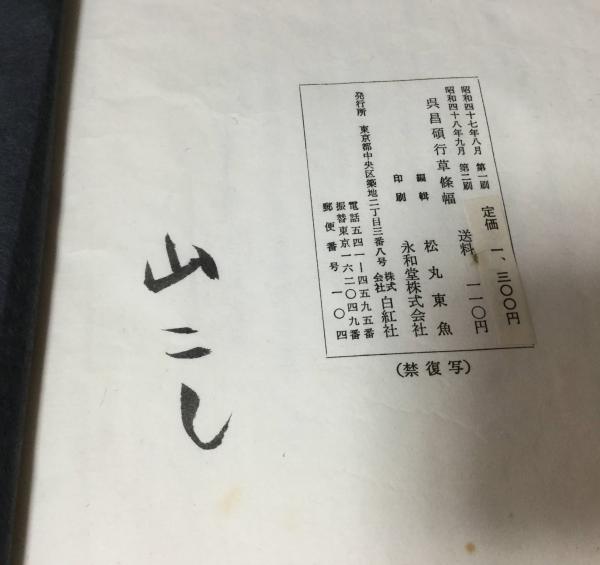 昭和四十七年八月 第一刷
昭和四十八年九月 第二刷
定価 一、三〇〇円
送料 一一〇円
呉昌碩行草條幅
編輯 松丸東魚
印刷 永和堂株式会社
発行所 東京都中央区築地二丁目三番八号 株式会社 白紅社
電話五四一―四五九五番
振替東京一六二〇四九番
郵便番号 一〇四
(禁復写)
山こし